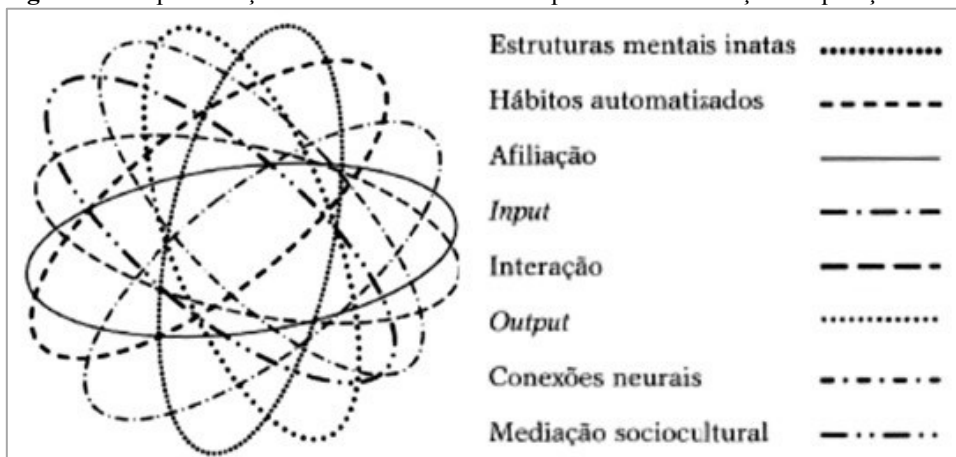 Estruturas mentais inatas
Hábitos automatizados
Afiliação
Input
Interação
Output
Conexões neurais
Mediação sociocultural